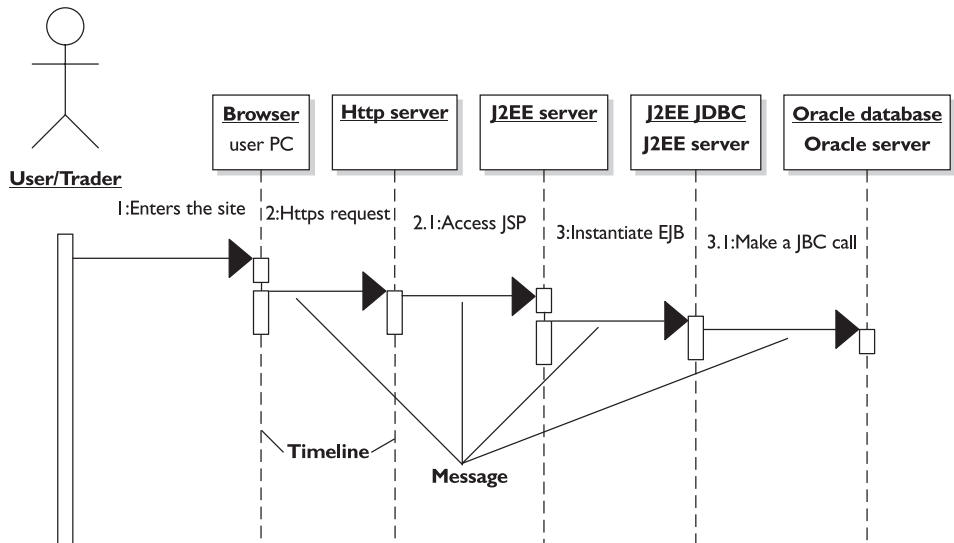 Browser
user PC
Http server
J2EE server
J2EE JDBC
J2EE server
Oracle database
Oracle server
User/Trader
1:Enters the site
2:Https request
2.1:Access JSP
3:Instantiate EJB
3.1:Make a JBC call
Timeline
Message